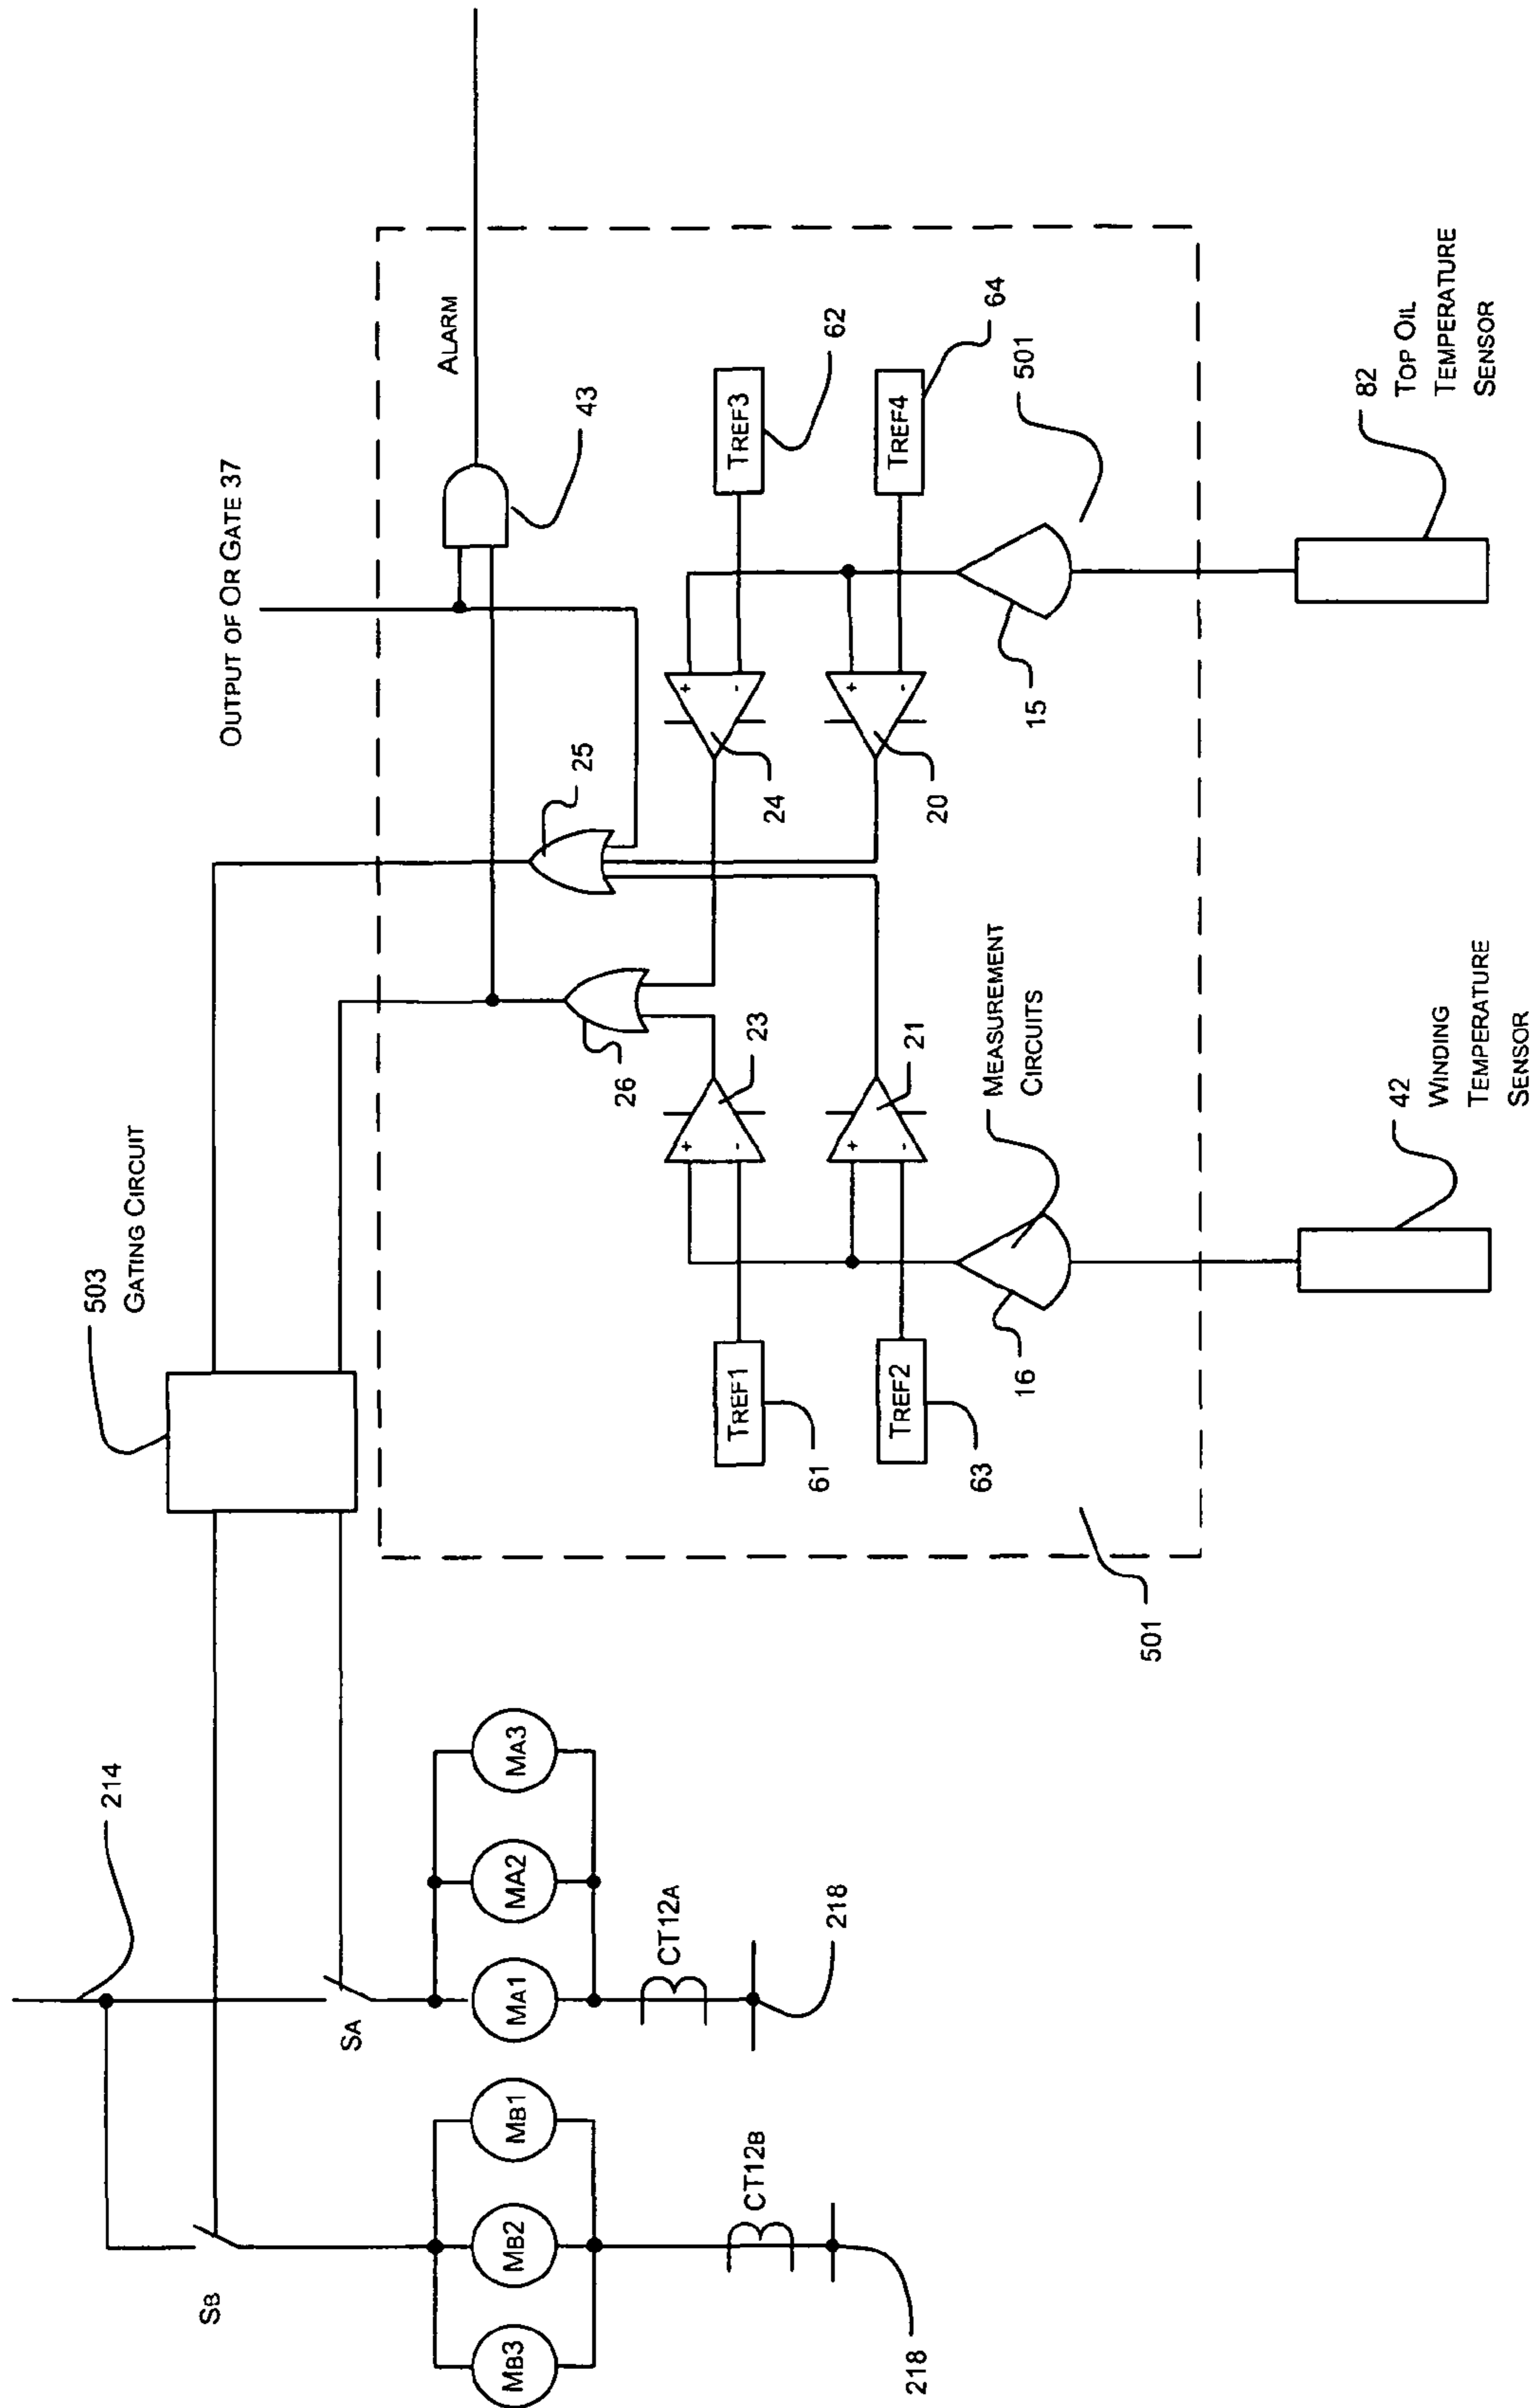 214
503
GATING CIRCUIT
OUTPUT OF OR GATE 37
ALARM
SB
SA
26
25
43
MB3
MB2
MB1
MA1
MA2
MA3
+
-
+
-
23
24
TREF1
61
TREF3
62
CT12B
CT12A
+
-
+
-
21
20
TREF2
63
TREF4
64
218
218
16
MEASUREMENT
CIRCUITS
15
501
501
42
WINDING
TEMPERATURE
SENSOR
82
TOP OIL
TEMPERATURE
SENSOR